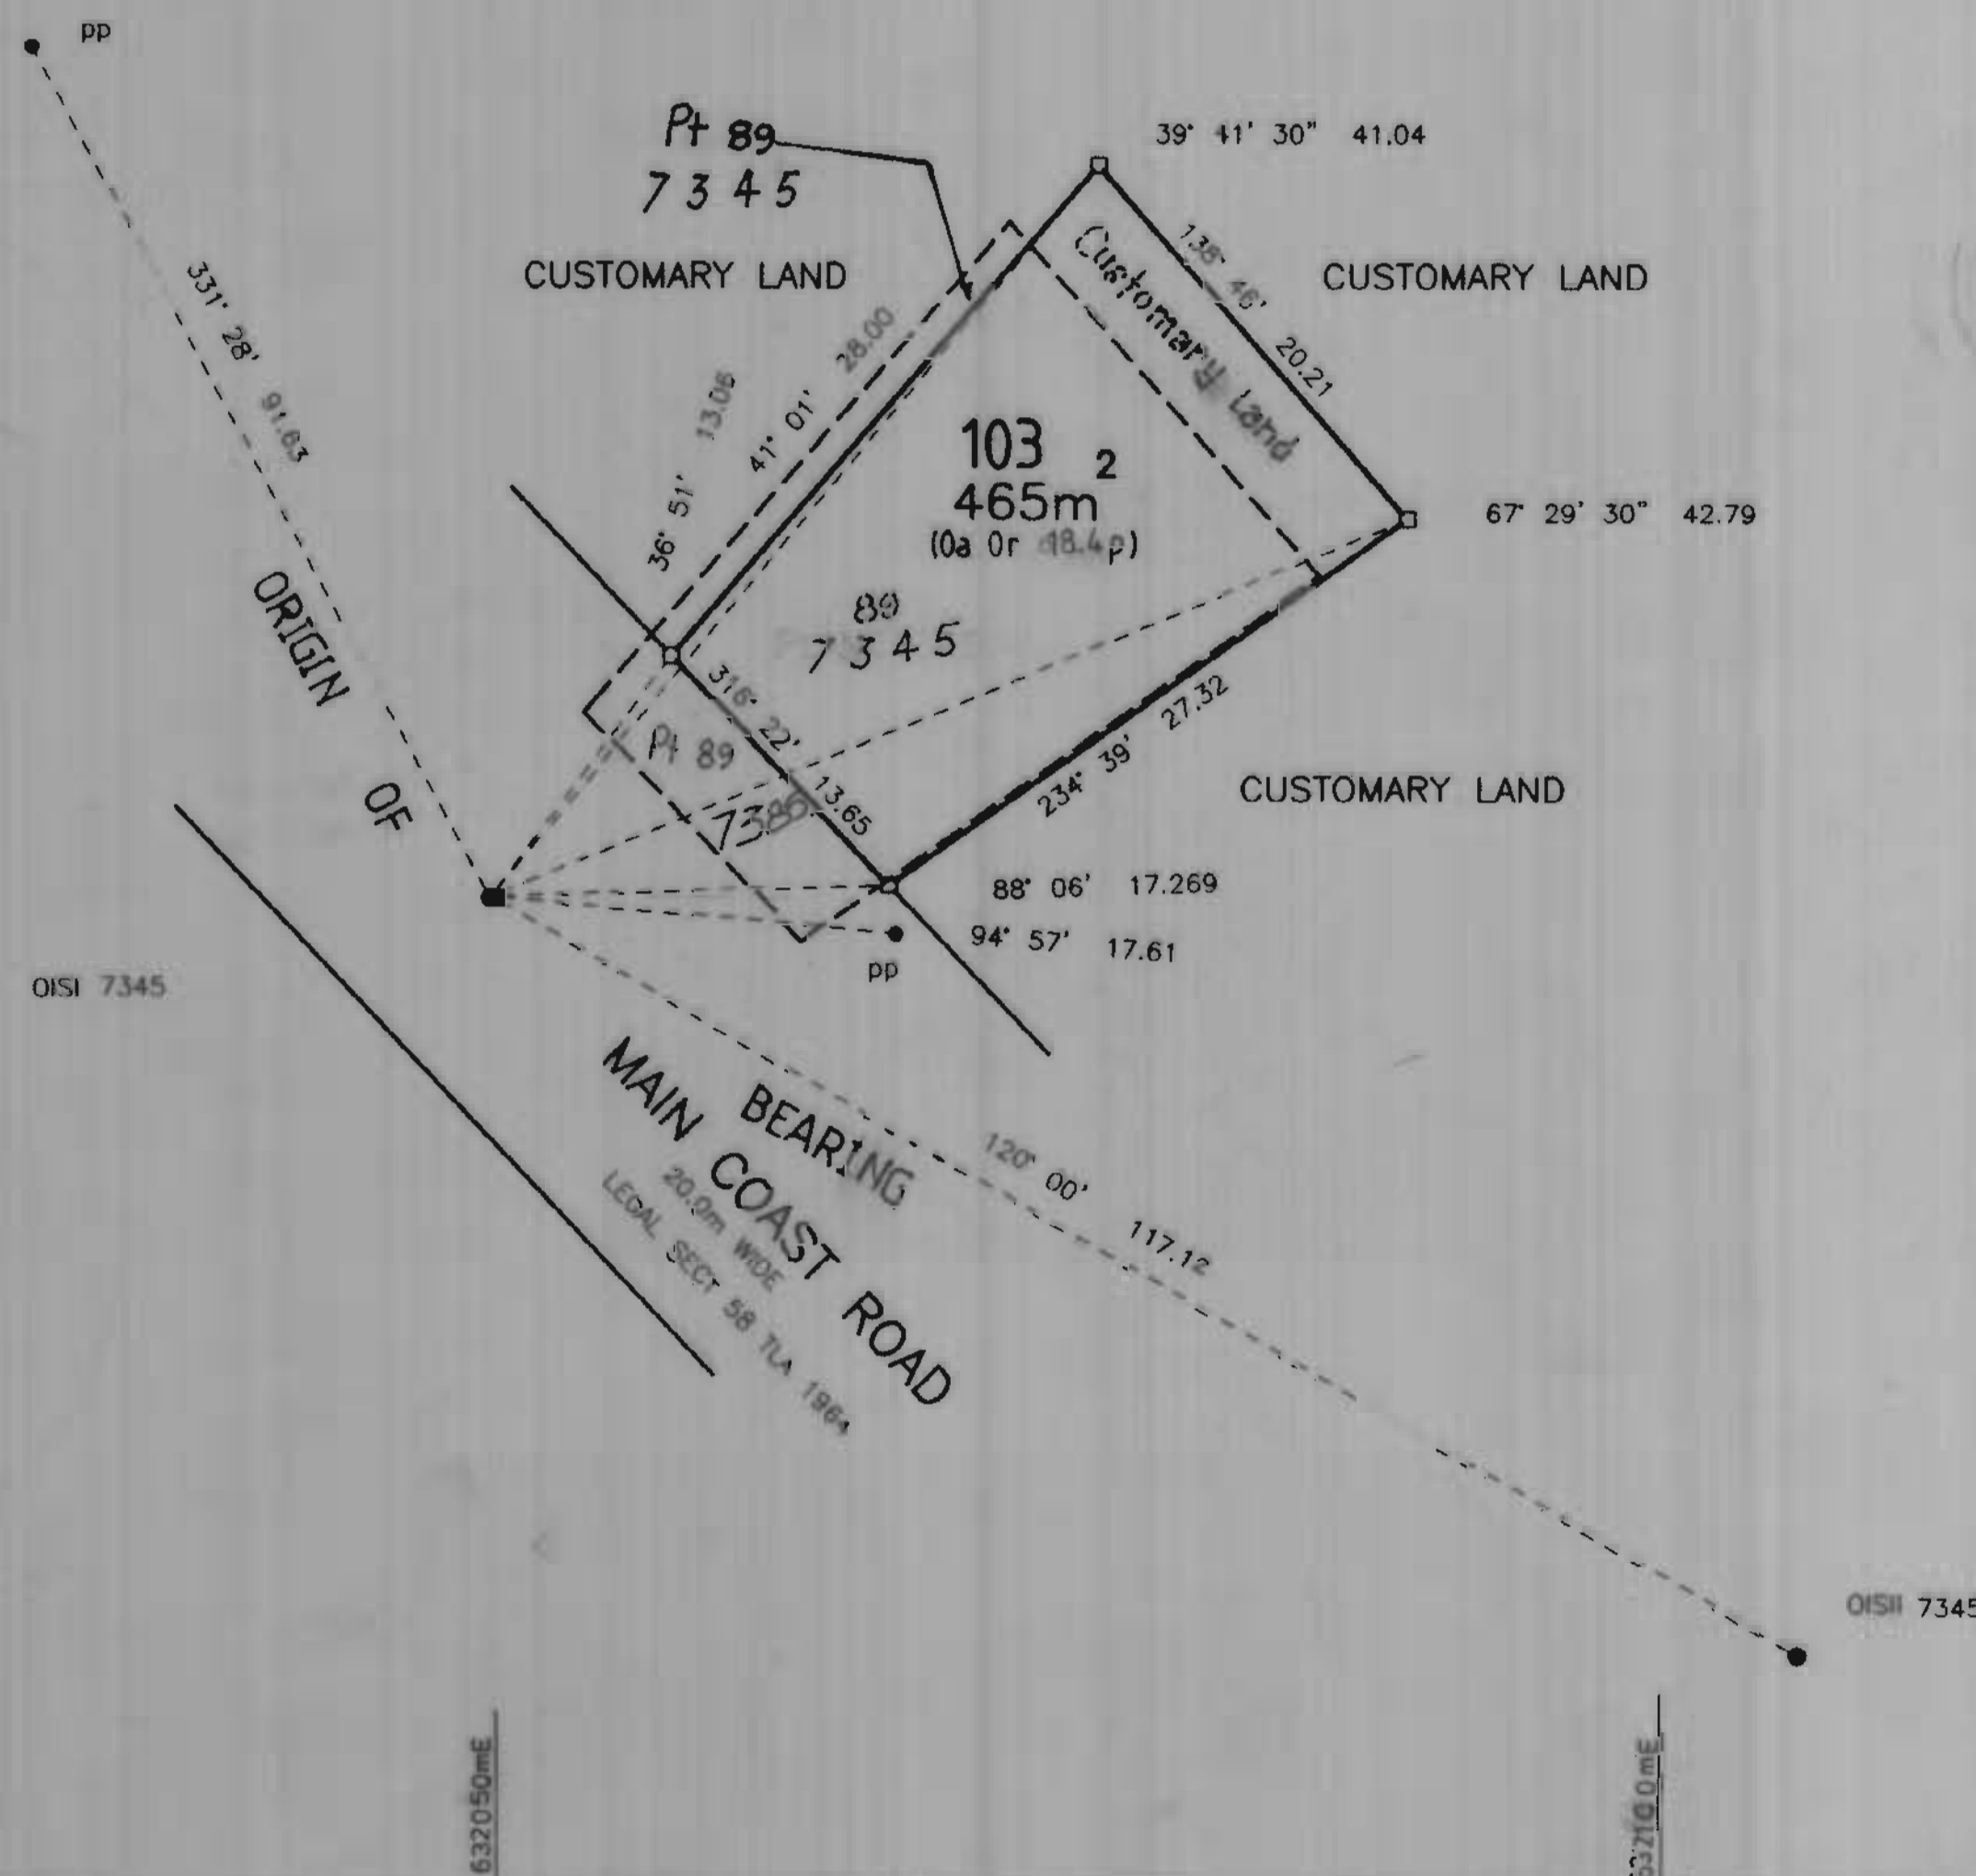 pp
Pt 89
7345
39° 41' 30" 41.04
CUSTOMARY LAND
CUSTOMARY LAND
Customary Land
138° 46' 20.21
331° 28' 91.63
36° 51' 13.06
41° 01' 28.00
103
465m²
(0a 0r 18.4p)
67° 29' 30" 42.79
89
7345
316° 22' 13.65
Pt 89
234° 39' 27.32
CUSTOMARY LAND
88° 06' 17.269
94° 57' 17.61
pp
OISI 7345
ORIGIN OF BEARING
120° 00' 117.12
MAIN COAST ROAD
20.0m WIDE
LEGAL SECT 58 TLA 1964
OISII 7345
632050mE
632100mE